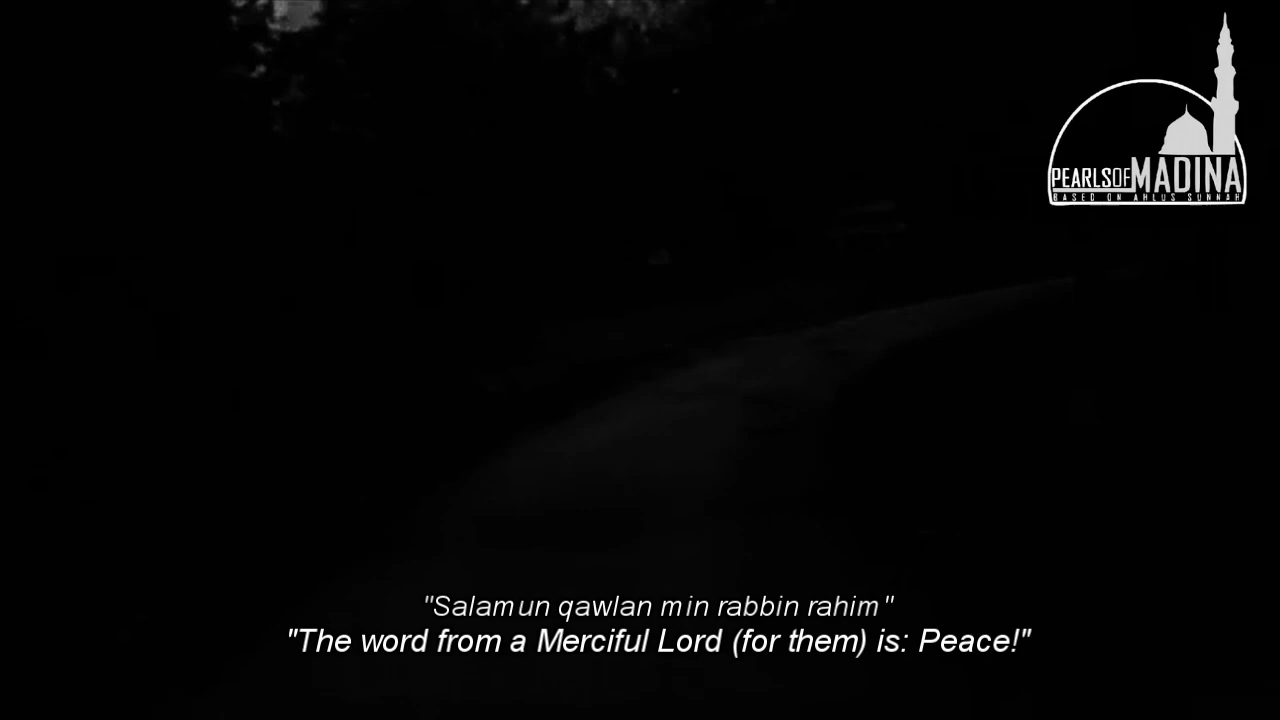 PEARLSOFMADINA
BASED ON AHLUS SUNNAH
"Salamun qawlan min rabbin rahim"
"The word from a Merciful Lord (for them) is: Peace!"